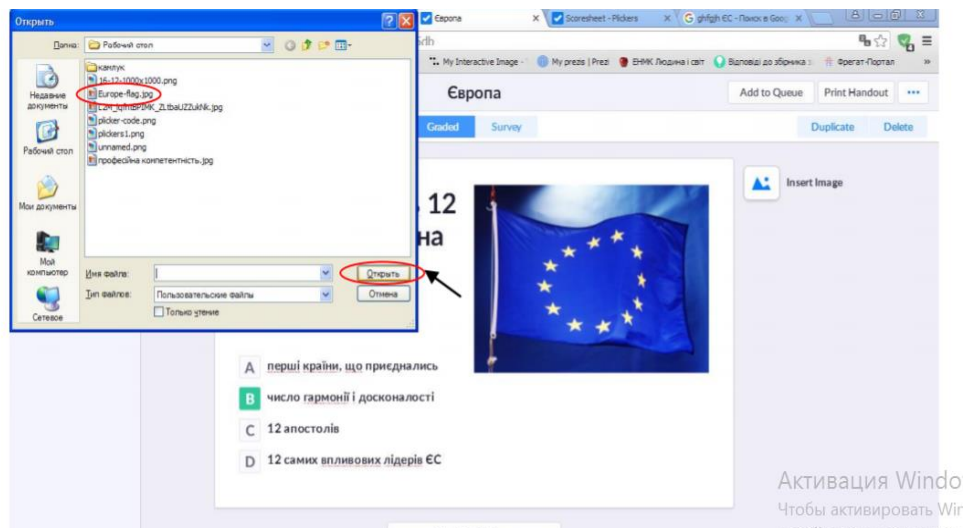 Открыть
Папка: Рабочий стол
Недавние документы
Рабочий стол
Мои документы
Мой компьютер
Сетевое
камлук
16-12-1000x1000.png
Europe-flag.jpg
plicker-code.png
plickers1.png
unnamed.png
професійна компетентність.jpg
Имя файла:
Открыть
Тип файлов: Пользовательские файлы
Отмена
Только чтение
Європа
Scoresheet - Plickers
ghfgjh ЄС - Поиск в Goog
My Interactive Image -
My prezis | Prezi
ЕНМК Людина і світ
Відповіді до збірника з
Фрегат-Портал
Європа
Add to Queue
Print Handout
Graded
Survey
Duplicate
Delete
Insert Image
12
на
A перші країни, що приєднались
B число гармонії і досконалості
C 12 апостолів
D 12 самих впливових лідерів ЄС
Активация Windo
Чтобы активировать Wir